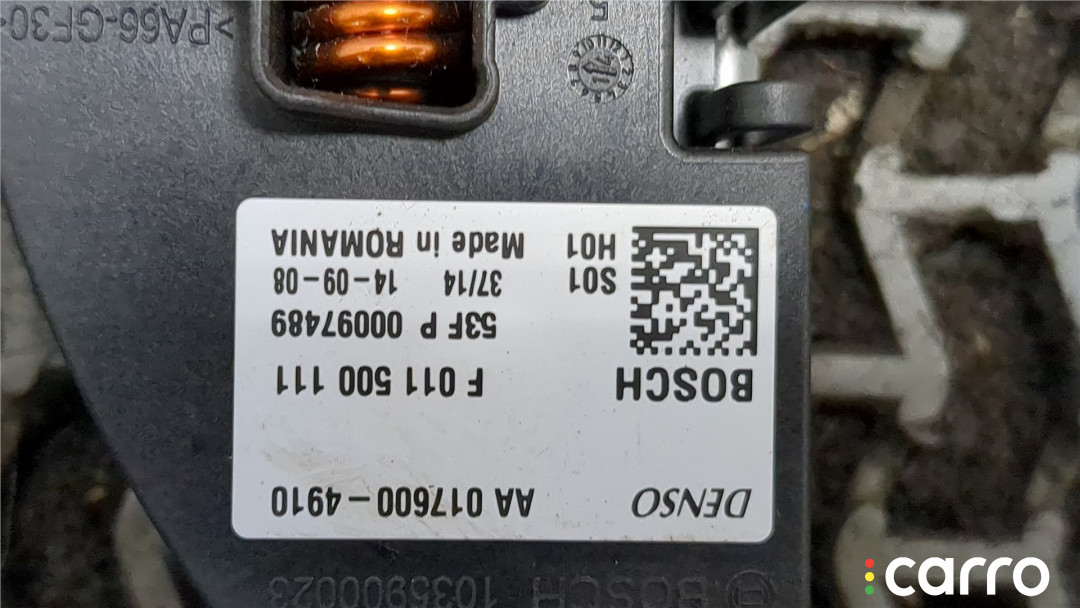 BOSCH 1035900023
DENSO AA 017600-4910
BOSCH F 011 500 111
53F P 00097489
S01 37/14 14-09-08
H01 Made in ROMANIA
>PA66-GF30
carro